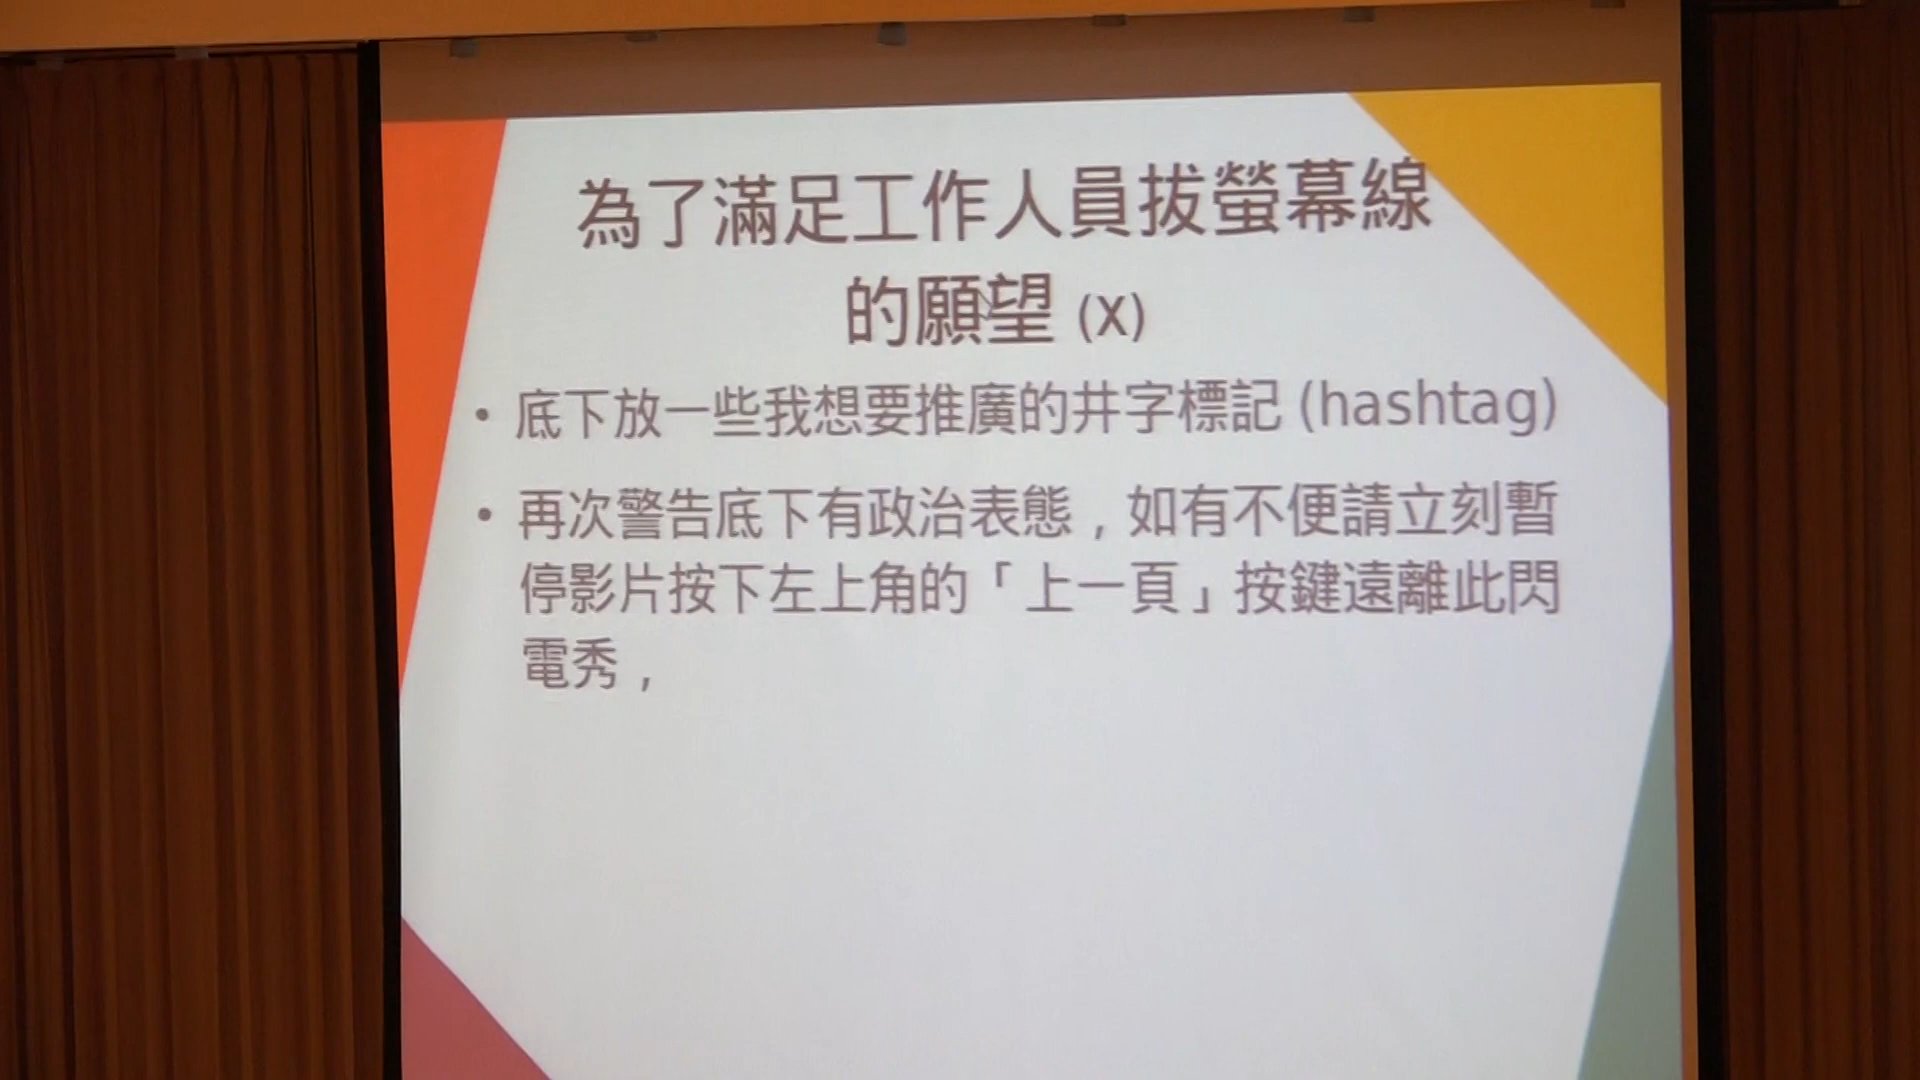 為了滿足工作人員拔螢幕線
的願望 (X)
• 底下放一些我想要推廣的井字標記 (hashtag)
• 再次警告底下有政治表態，如有不便請立刻暫
停影片按下左上角的「上一頁」按鍵遠離此閃
電秀，